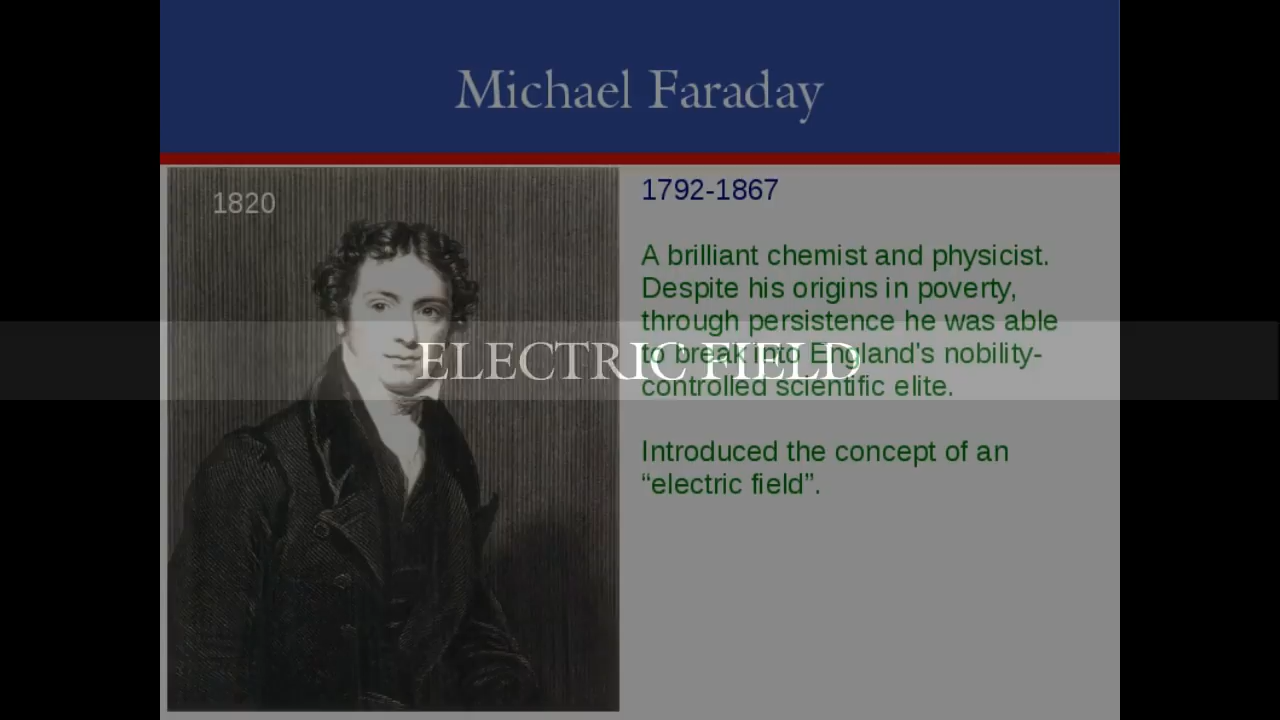 Michael Faraday
1820
1792-1867
A brilliant chemist and physicist.
Despite his origins in poverty,
through persistence he was able
to break into England's nobility-
controlled scientific elite.
ELECTRIC FIELD
Introduced the concept of an
“electric field”.